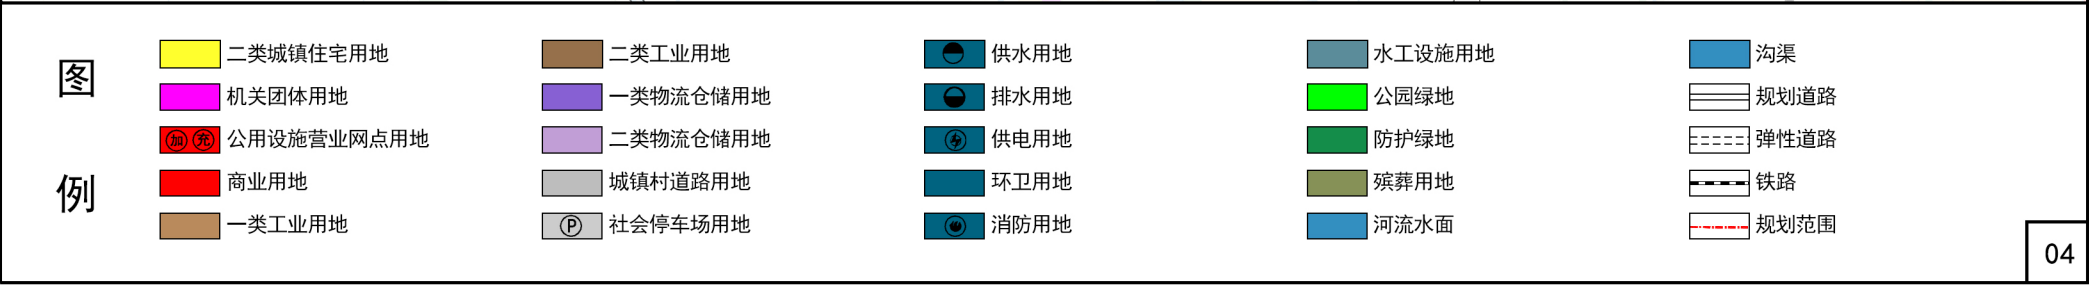 图例
二类城镇住宅用地
机关团体用地
加 充 公用设施营业网点用地
商业用地
一类工业用地
二类工业用地
一类物流仓储用地
二类物流仓储用地
城镇村道路用地
P 社会停车场用地
供水用地
排水用地
供电用地
环卫用地
消防用地
水工设施用地
公园绿地
防护绿地
殡葬用地
河流水面
沟渠
规划道路
弹性道路
铁路
规划范围
04